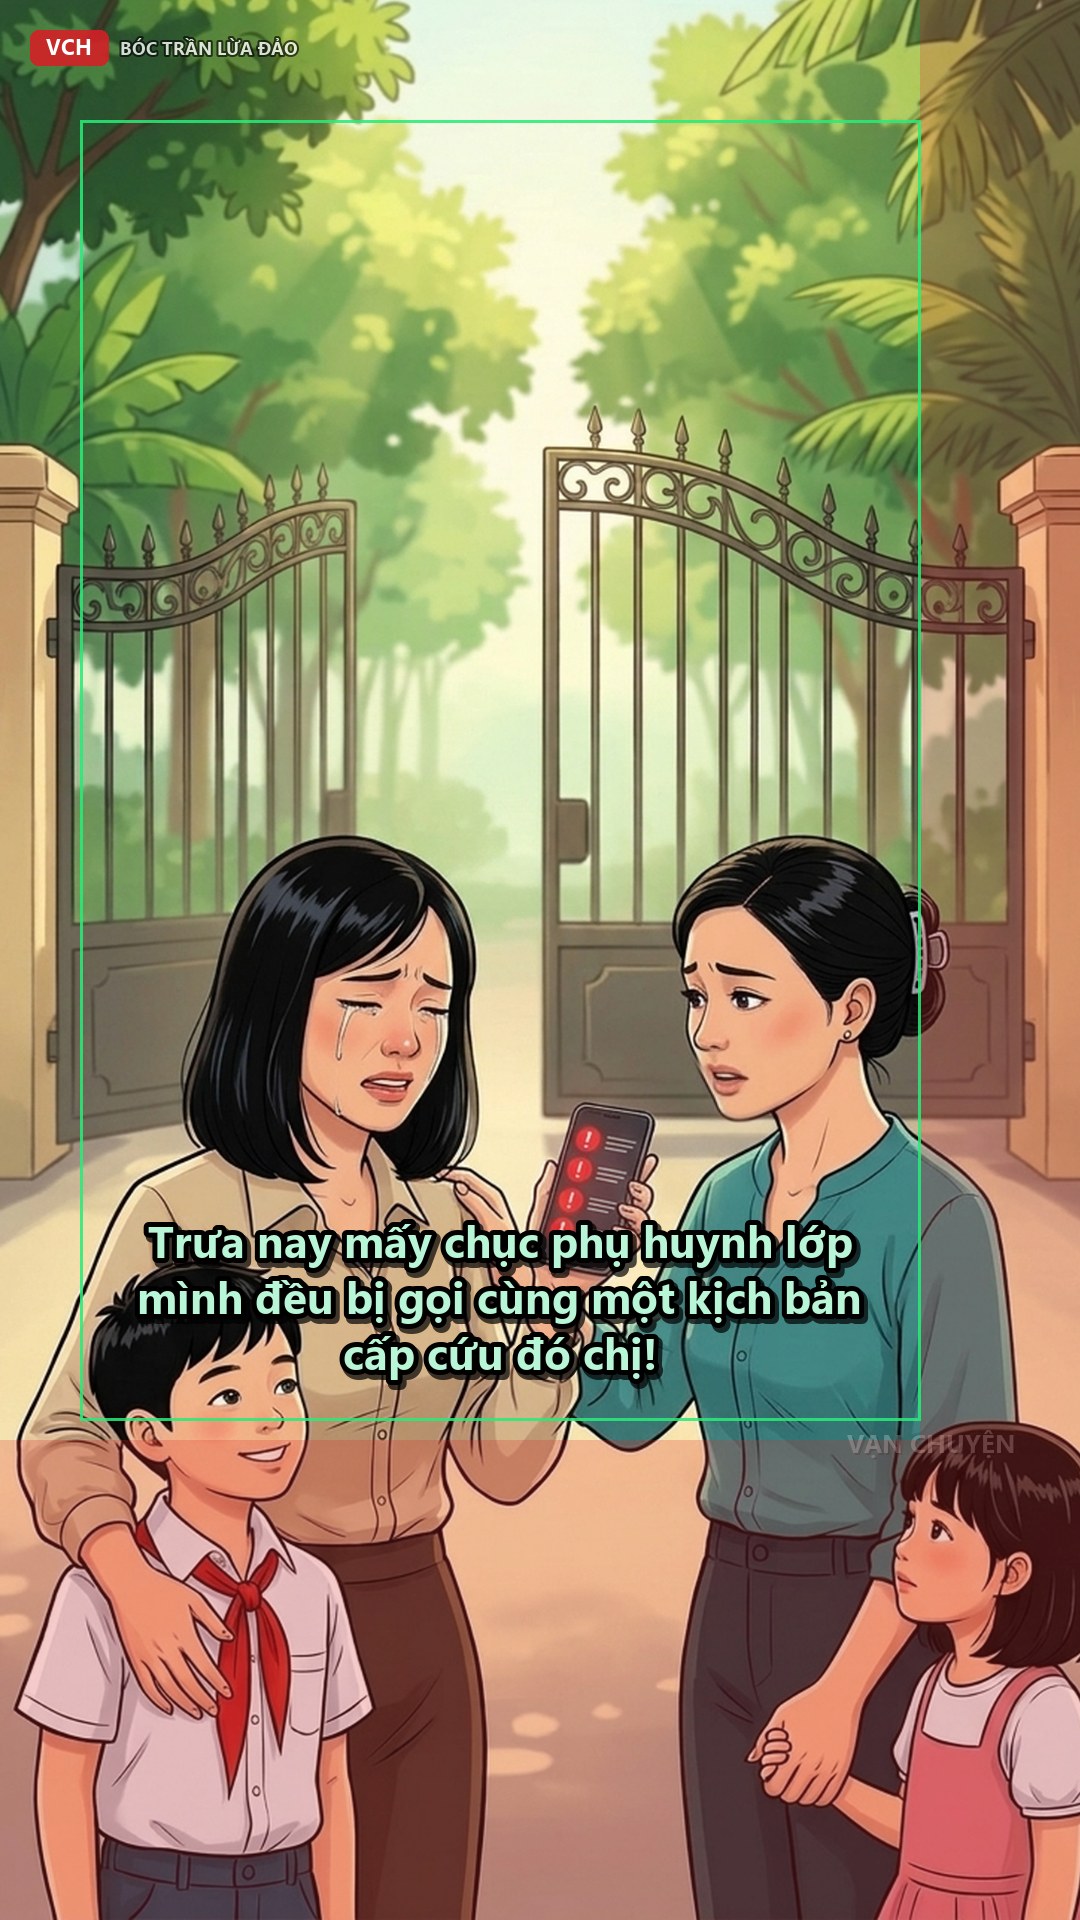 VCH BÓC TRẦN LỪA ĐẢO
Trưa nay mấy chục phụ huynh lớp
mình đều bị gọi cùng một kịch bản
cấp cứu đó chị!
VẠN CHUYỆN